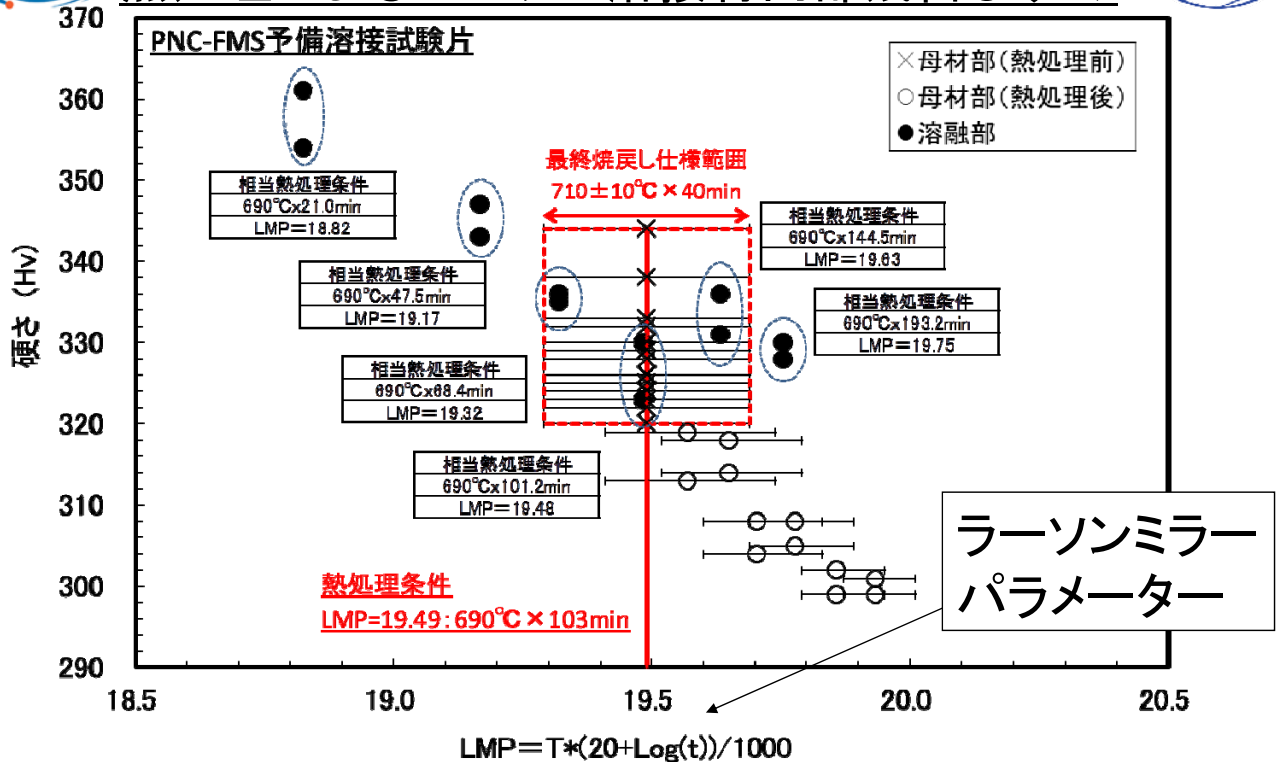 PNC-FMS予備溶接試験片
×母材部(熱処理前)
○母材部(熱処理後)
●溶融部
最終焼戻し仕様範囲
710±10℃×40min
相当熱処理条件
690℃x21.0min
LMP=18.82
相当熱処理条件
690℃x47.5min
LMP=19.17
相当熱処理条件
690℃x68.4min
LMP=19.32
相当熱処理条件
690℃x101.2min
LMP=19.48
相当熱処理条件
690℃x144.5min
LMP=19.63
相当熱処理条件
690℃x193.2min
LMP=19.75
熱処理条件
LMP=19.49:690℃×103min
ラーソンミラー
パラメーター
硬さ (Hv)
370
360
350
340
330
320
310
300
290
18.5 19.0 19.5 20.0 20.5
LMP=T*(20+Log(t))/1000